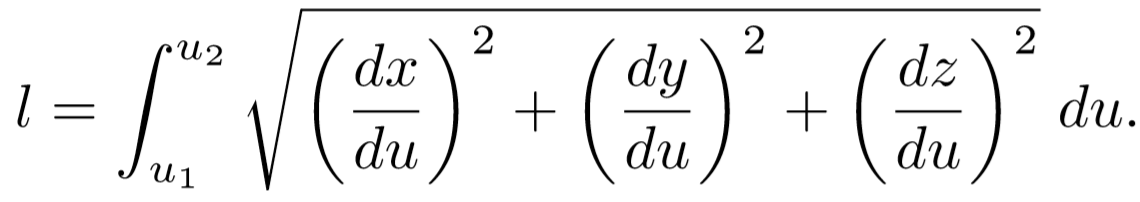 l = \int_{u_1}^{u_2} \sqrt{\left(\frac{dx}{du}\right)^2 + \left(\frac{dy}{du}\right)^2 + \left(\frac{dz}{du}\right)^2} \, du.